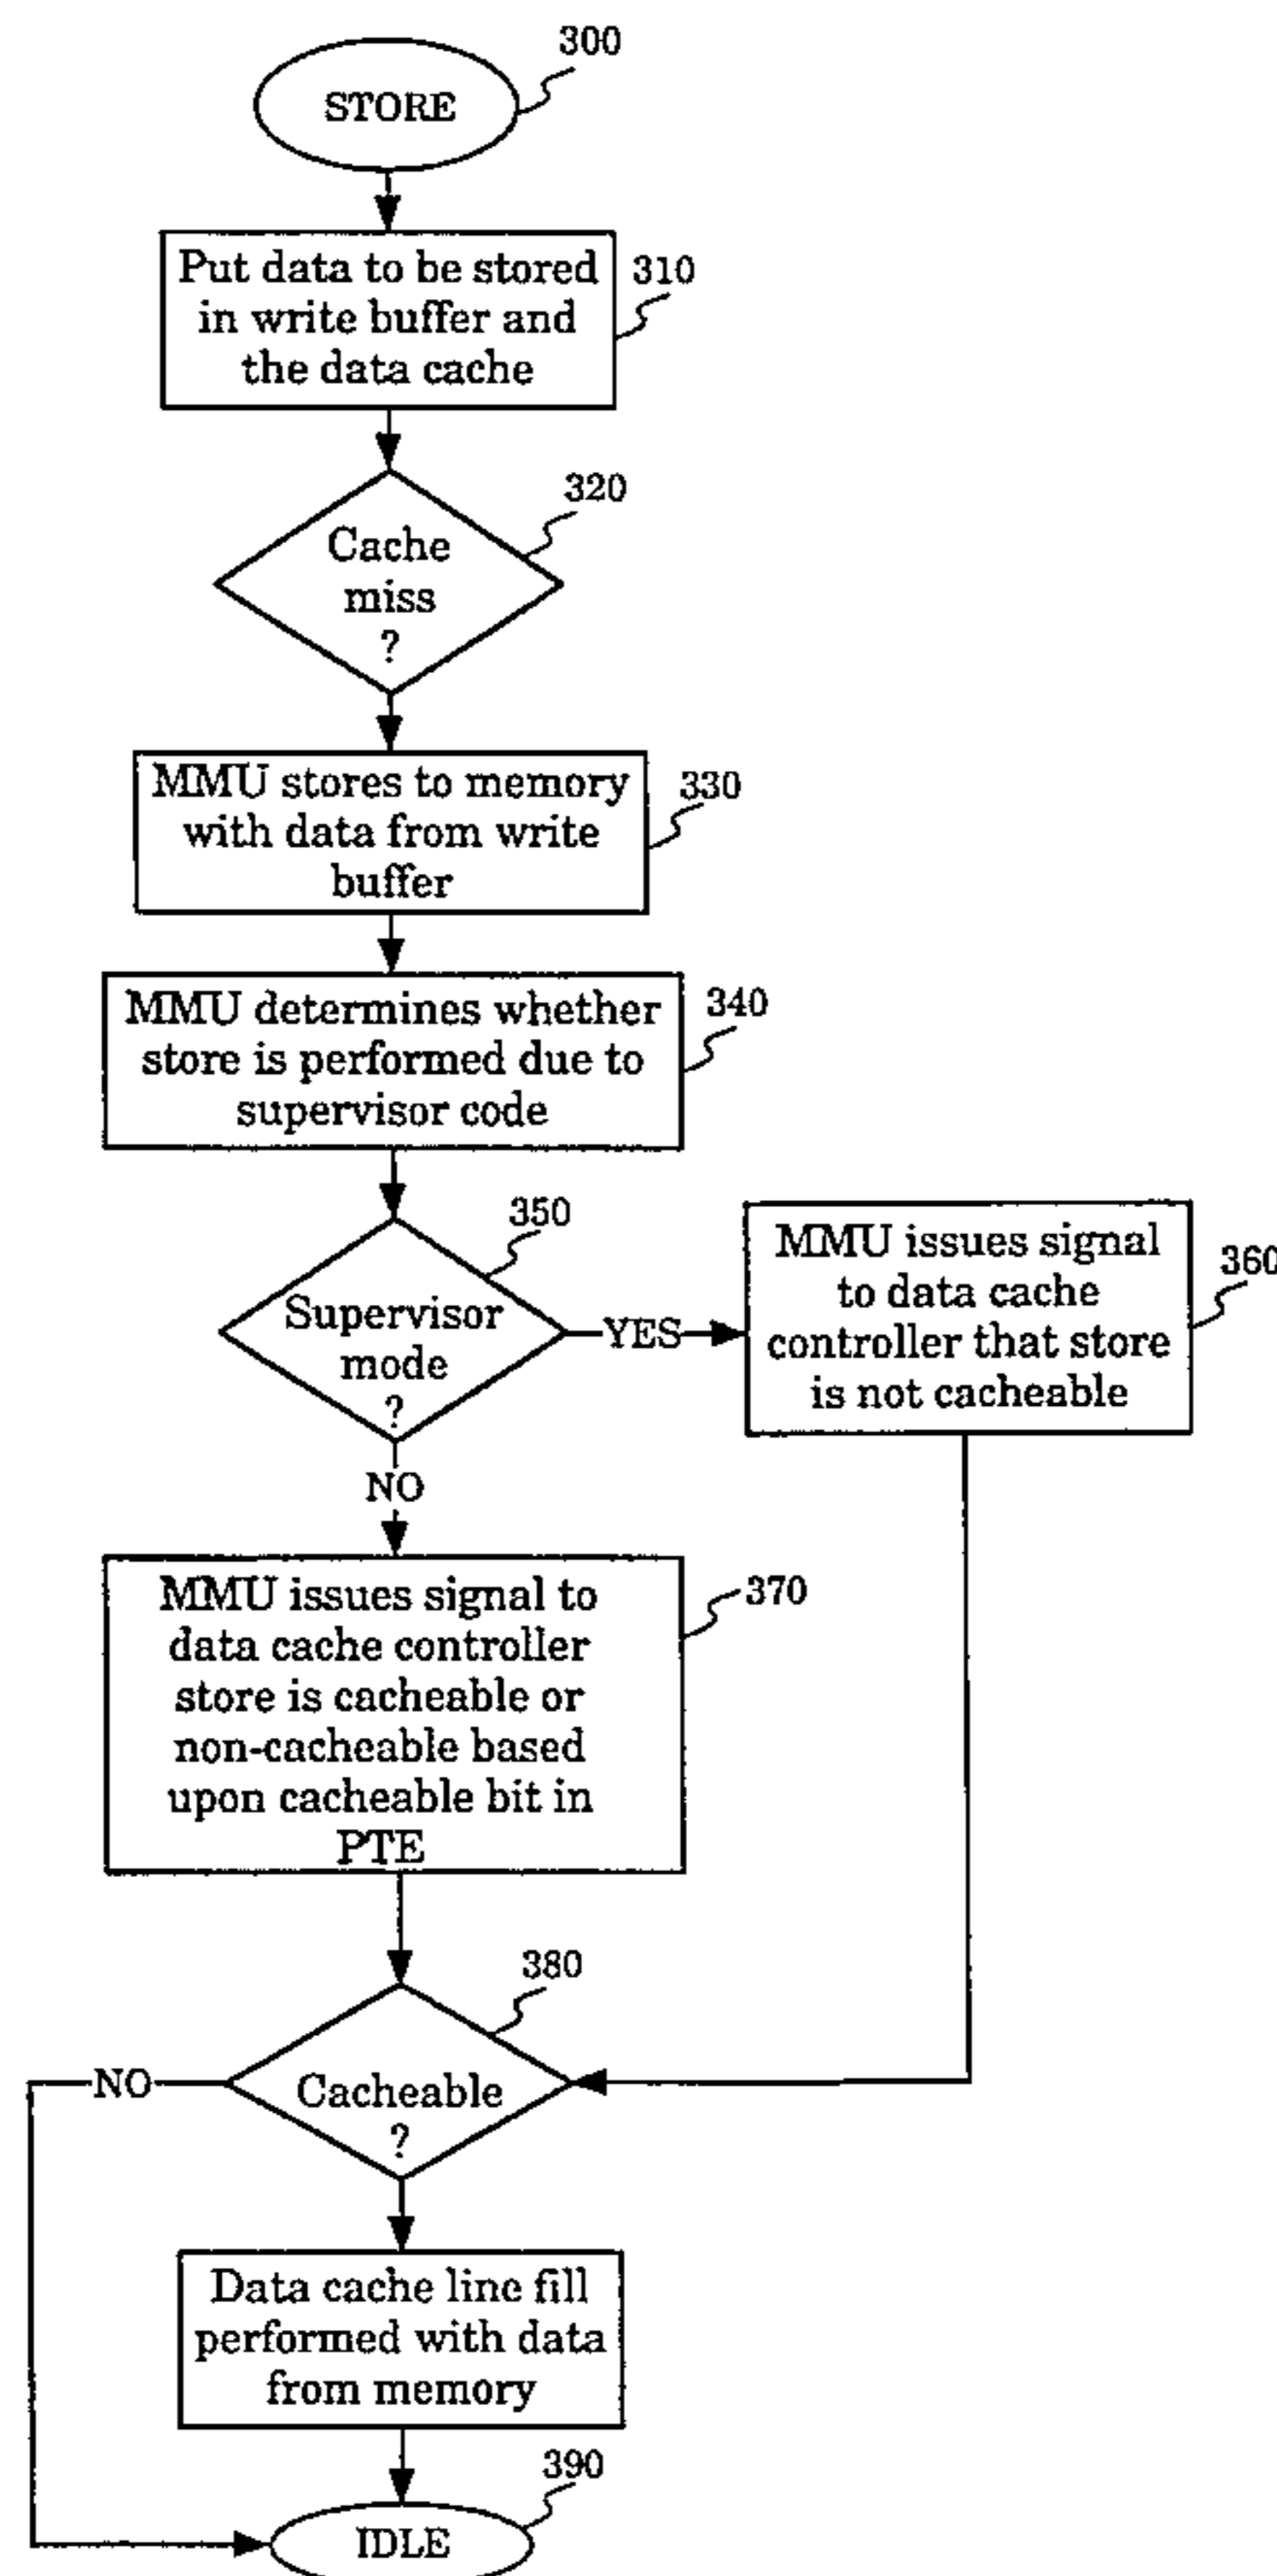 300
STORE
Put data to be stored
in write buffer and
the data cache
310
320
Cache
miss
?
MMU stores to memory
with data from write
buffer
330
MMU determines whether
store is performed due to
supervisor code
340
350
Supervisor
mode
?
YES
NO
MMU issues signal
to data cache
controller that store
is not cacheable
360
MMU issues signal to
data cache controller
store is cacheable or
non-cacheable based
upon cacheable bit in
PTE
370
380
Cacheable
?
NO
Data cache line fill
performed with data
from memory
390
IDLE